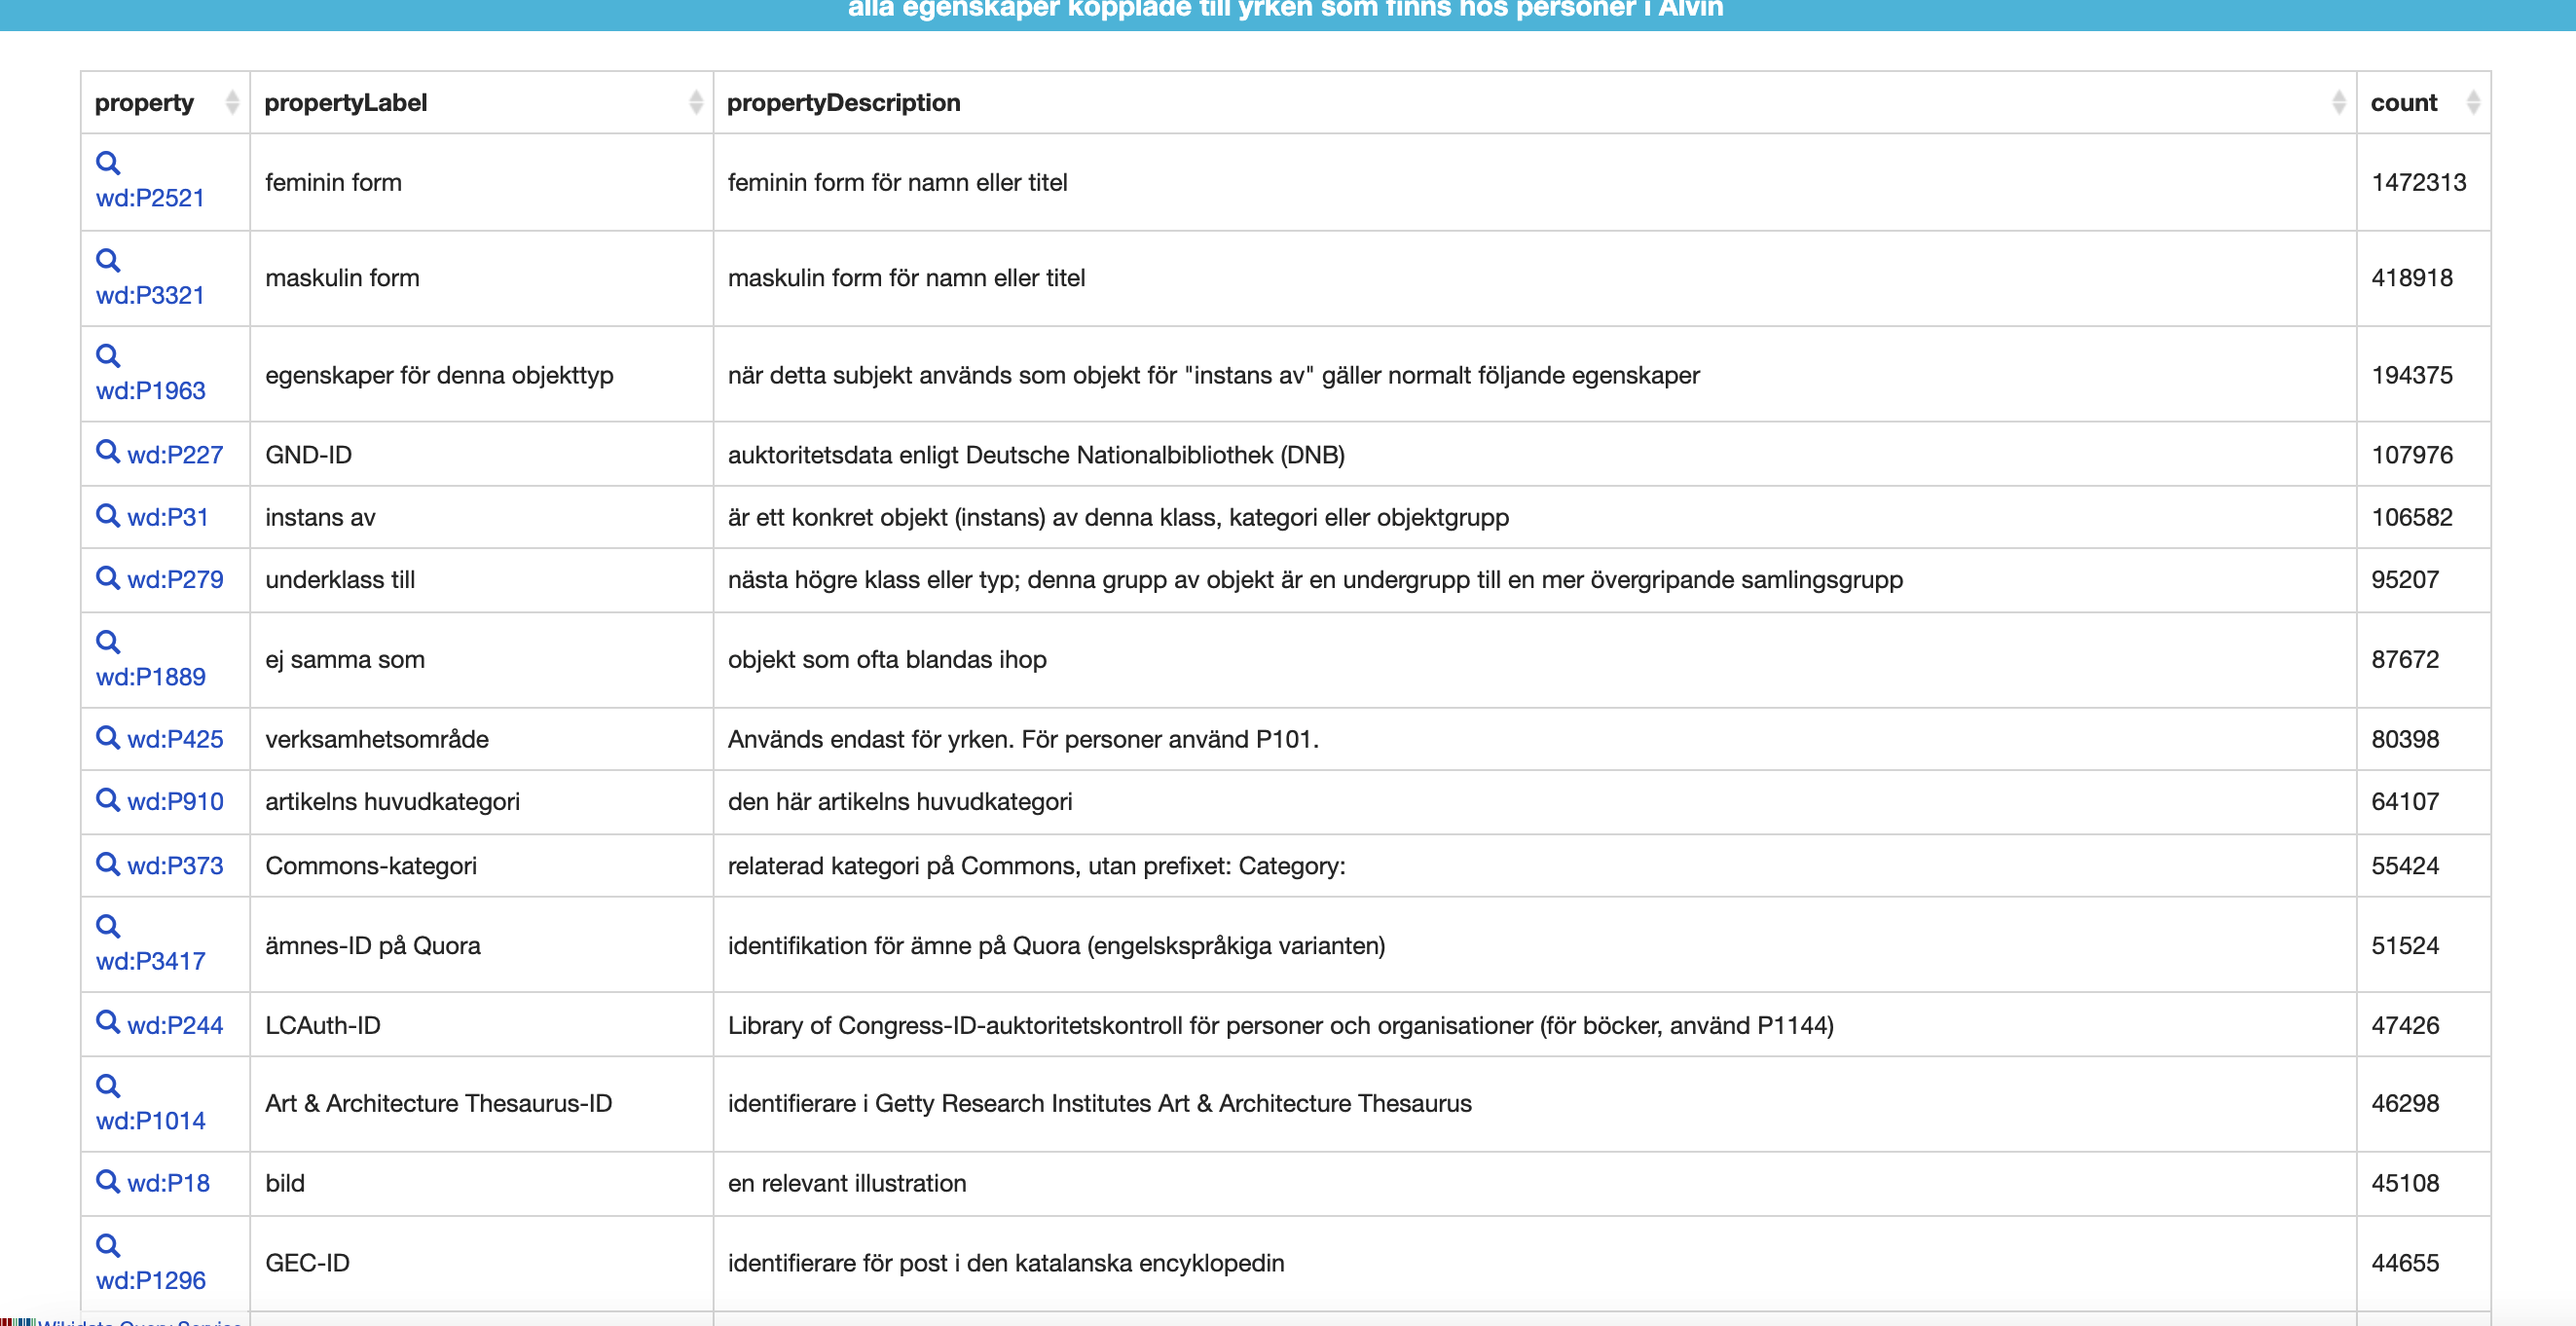 alla egenskaper kopplade till yrken som finns hos personer i Alvin
property propertyLabel propertyDescription count
wd:P2521 feminin form feminin form för namn eller titel 1472313
wd:P3321 maskulin form maskulin form för namn eller titel 418918
wd:P1963 egenskaper för denna objekttyp när detta subjekt används som objekt för "instans av" gäller normalt följande egenskaper 194375
wd:P227 GND-ID auktoritetsdata enligt Deutsche Nationalbibliothek (DNB) 107976
wd:P31 instans av är ett konkret objekt (instans) av denna klass, kategori eller objektgrupp 106582
wd:P279 underklass till nästa högre klass eller typ; denna grupp av objekt är en undergrupp till en mer övergripande samlingsgrupp 95207
wd:P1889 ej samma som objekt som ofta blandas ihop 87672
wd:P425 verksamhetsområde Används endast för yrken. För personer använd P101. 80398
wd:P910 artikelns huvudkategori den här artikelns huvudkategori 64107
wd:P373 Commons-kategori relaterad kategori på Commons, utan prefixet: Category: 55424
wd:P3417 ämnes-ID på Quora identifikation för ämne på Quora (engelskspråkiga varianten) 51524
wd:P244 LCAuth-ID Library of Congress-ID-auktoritetskontroll för personer och organisationer (för böcker, använd P1144) 47426
wd:P1014 Art & Architecture Thesaurus-ID identifierare i Getty Research Institutes Art & Architecture Thesaurus 46298
wd:P18 bild en relevant illustration 45108
wd:P1296 GEC-ID identifierare för post i den katalanska encyklopedin 44655
Wikidata Query Service